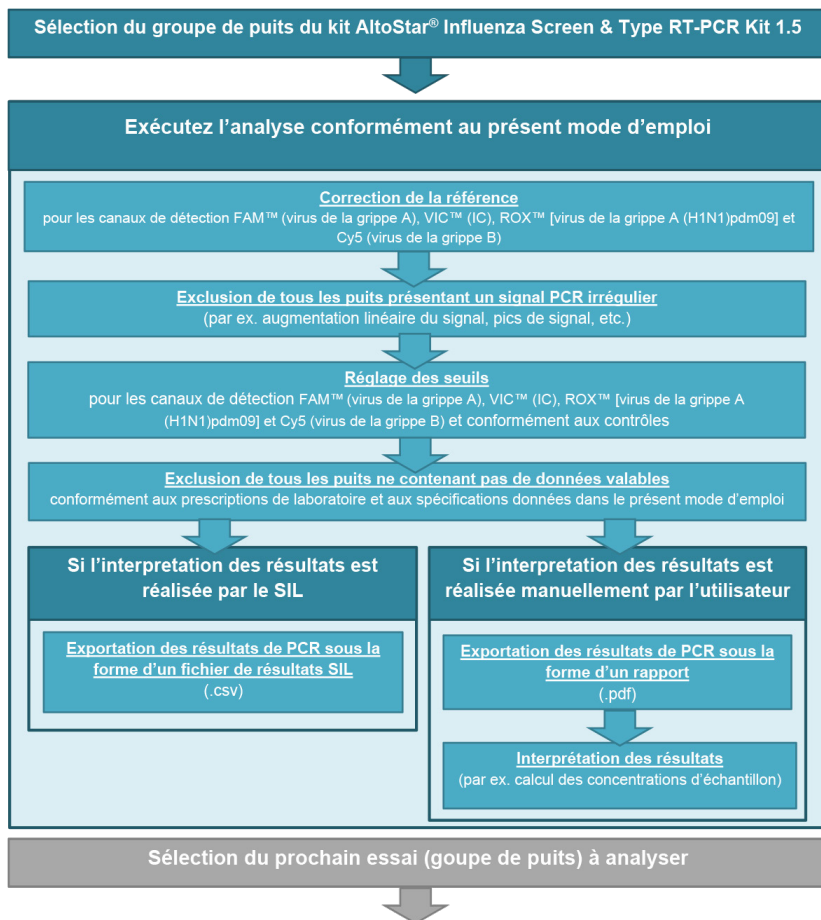 Sélection du groupe de puits du kit AltoStar® Influenza Screen & Type RT-PCR Kit 1.5
Exécutez l'analyse conformément au présent mode d'emploi
Correction de la référence
pour les canaux de détection FAM™ (virus de la grippe A), VIC™ (IC), ROX™ [virus de la grippe A (H1N1)pdm09] et
Cy5 (virus de la grippe B)
Exclusion de tous les puits présentant un signal PCR irrégulier
(par ex. augmentation linéaire du signal, pics de signal, etc.)
Réglage des seuils
pour les canaux de détection FAM™ (virus de la grippe A), VIC™ (IC), ROX™ [virus de la grippe A
(H1N1)pdm09] et Cy5 (virus de la grippe B) et conformément aux contrôles
Exclusion de tous les puits ne contenant pas de données valables
conformément aux prescriptions de laboratoire et aux spécifications données dans le présent mode d'emploi
Si l'interpretation des résultats est
réalisée par le SIL
Exportation des résultats de PCR sous la
forme d'un fichier de résultats SIL
(.csv)
Si l'interpretation des résultats est
réalisée manuellement par l'utilisateur
Exportation des résultats de PCR sous la
forme d'un rapport
(.pdf)
Interprétation des résultats
(par ex. calcul des concentrations d'échantillon)
Sélection du prochain essai (goupe de puits) à analyser